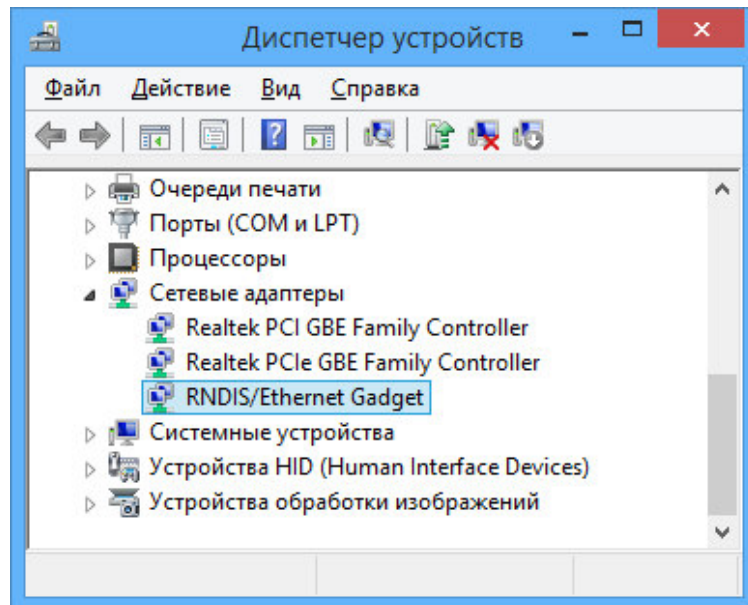 Диспетчер устройств
Файл Действие Вид Справка
Очереди печати
Порты (COM и LPT)
Процессоры
Сетевые адаптеры
Realtek PCI GBE Family Controller
Realtek PCIe GBE Family Controller
RNDIS/Ethernet Gadget
Системные устройства
Устройства HID (Human Interface Devices)
Устройства обработки изображений